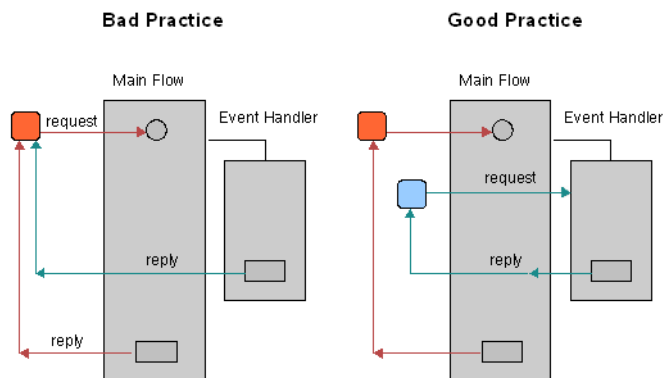 Bad Practice
Main Flow
request
Event Handler
reply
reply
Good Practice
Main Flow
Event Handler
request
reply